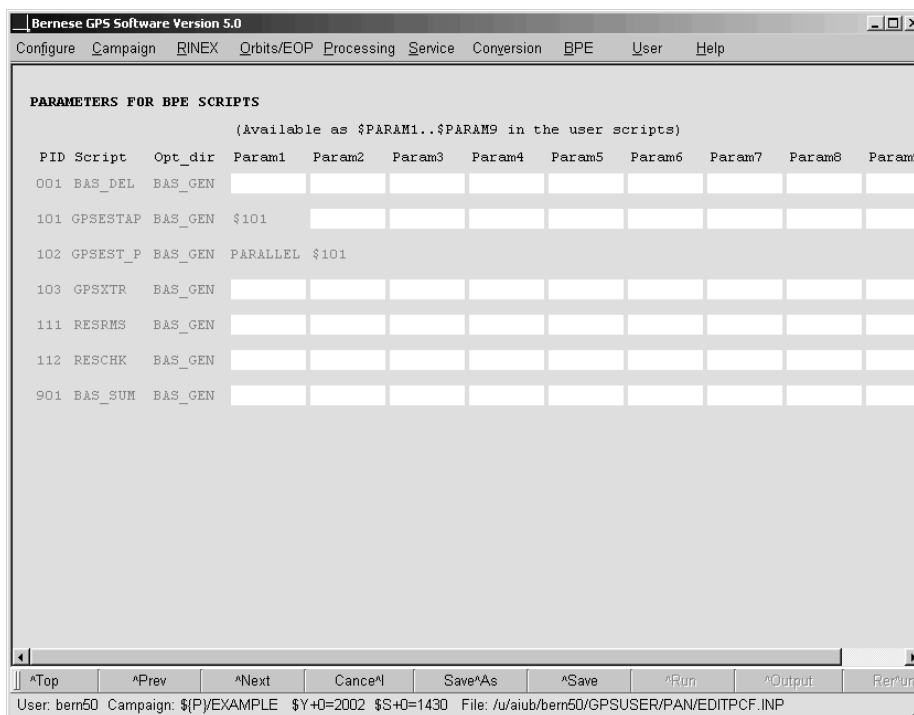 Bernese GPS Software Version 5.0
Configure Campaign RINEX Orbits/EOP Processing Service Conversion BPE User Help
PARAMETERS FOR BPE SCRIPTS
(Available as $PARAM1..$PARAM9 in the user scripts)
PID Script Opt_dir Param1 Param2 Param3 Param4 Param5 Param6 Param7 Param8 Param9
001 BAS_DEL BAS_GEN
101 GPSESTAP BAS_GEN $101
102 GPSEST_P BAS_GEN PARALLEL $101
103 GPSXTR BAS_GEN
111 RESRMS BAS_GEN
112 RESCHK BAS_GEN
901 BAS_SUM BAS_GEN
^Top ^Prev ^Next Cance^l Save^As ^Save ^Run ^Output Rer^un
User: bern50 Campaign: ${P}/EXAMPLE $Y+0=2002 $S+0=1430 File: /u/aiub/bern50/GPSUSER/PAN/EDITPCF.INP